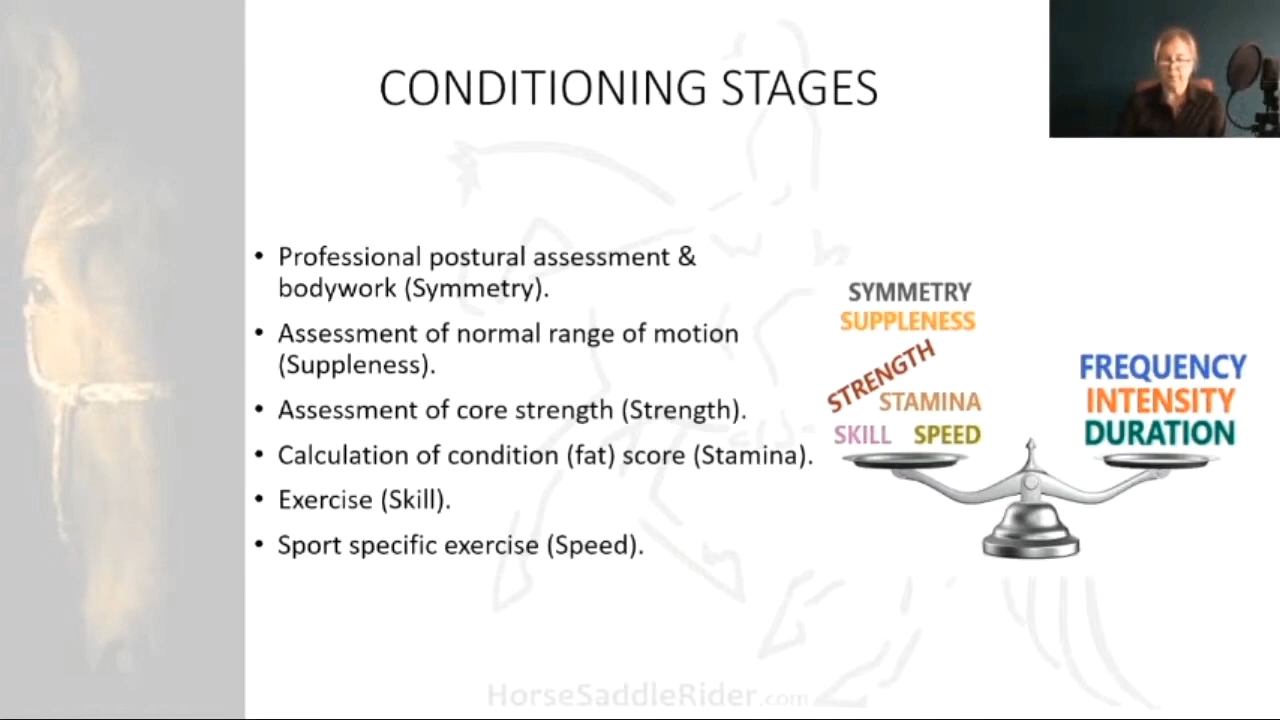 CONDITIONING STAGES
• Professional postural assessment &
bodywork (Symmetry).
• Assessment of normal range of motion
(Suppleness).
• Assessment of core strength (Strength).
• Calculation of condition (fat) score (Stamina).
• Exercise (Skill).
• Sport specific exercise (Speed).
SYMMETRY
SUPPLENESS
STRENGTH
STAMINA
SKILL SPEED
FREQUENCY
INTENSITY
DURATION
HorseSaddleRider.com